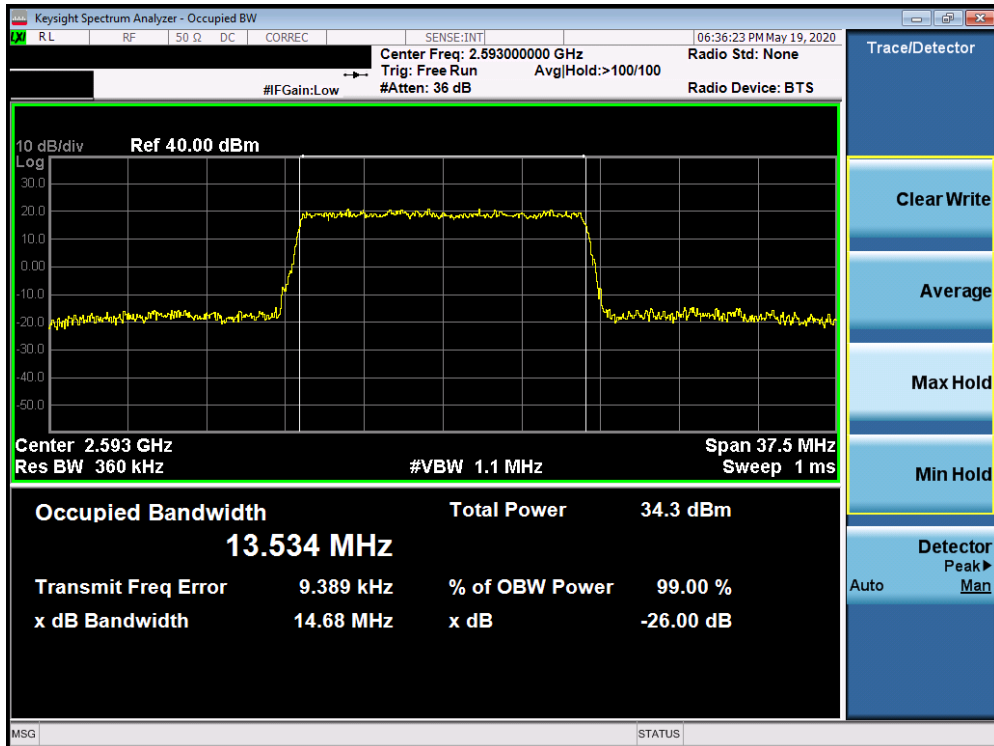 Keysight Spectrum Analyzer - Occupied BW
LXI RL RF 50 Ω DC CORREC SENSE:INT 06:36:23 PM May 19, 2020
Center Freq: 2.593000000 GHz Radio Std: None
Trig: Free Run Avg|Hold:>100/100
#IFGain:Low #Atten: 36 dB Radio Device: BTS
Trace/Detector
10 dB/div Ref 40.00 dBm
Log
30.0
20.0
10.0
0.00
-10.0
-20.0
-30.0
-40.0
-50.0
Center 2.593 GHz Span 37.5 MHz
Res BW 360 kHz #VBW 1.1 MHz Sweep 1 ms
Occupied Bandwidth Total Power 34.3 dBm
13.534 MHz
Transmit Freq Error 9.389 kHz % of OBW Power 99.00 %
x dB Bandwidth 14.68 MHz x dB -26.00 dB
Clear Write
Average
Max Hold
Min Hold
Detector
Peak▶
Auto Man
MSG STATUS